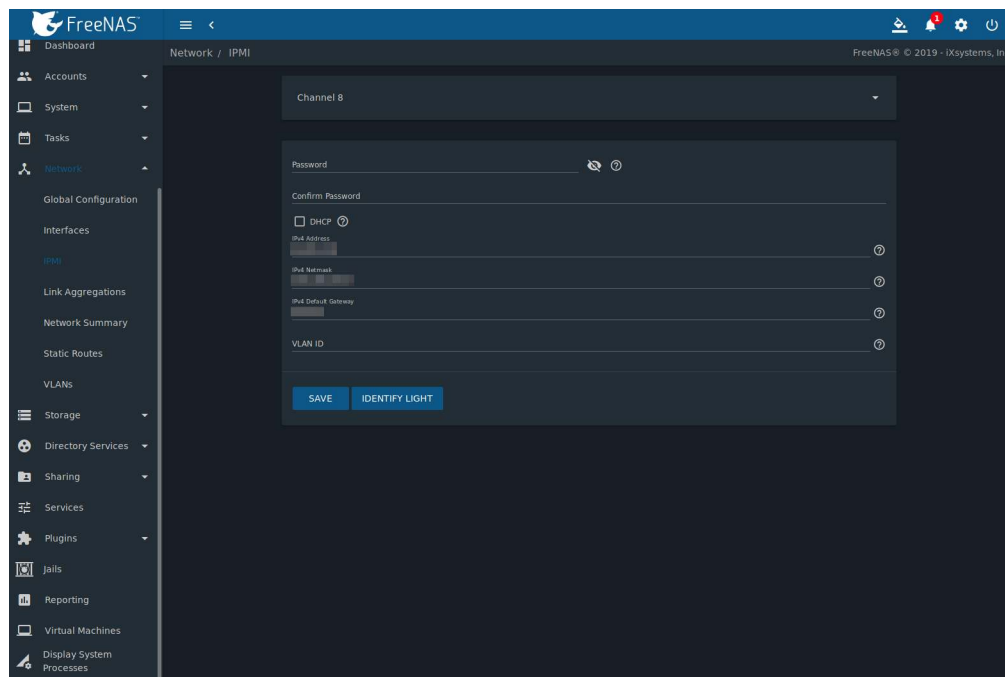 FreeNAS
1
Dashboard
Network / IPMI
FreeNAS® © 2019 - iXsystems, In
Accounts
System
Tasks
Network
Global Configuration
Interfaces
IPMI
Link Aggregations
Network Summary
Static Routes
VLANs
Storage
Directory Services
Sharing
Services
Plugins
Jails
Reporting
Virtual Machines
Display System
Processes
Channel 8
Password
Confirm Password
DHCP
IPv4 Address
IPv4 Netmask
IPv4 Default Gateway
VLAN ID
SAVE
IDENTIFY LIGHT